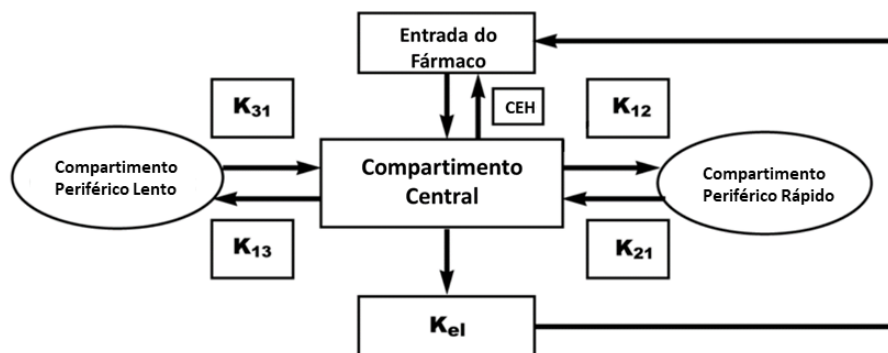 Entrada do
Fármaco
K31
CEH
K12
Compartimento
Periférico Lento
Compartimento
Central
Compartimento
Periférico Rápido
K13
K21
Kel